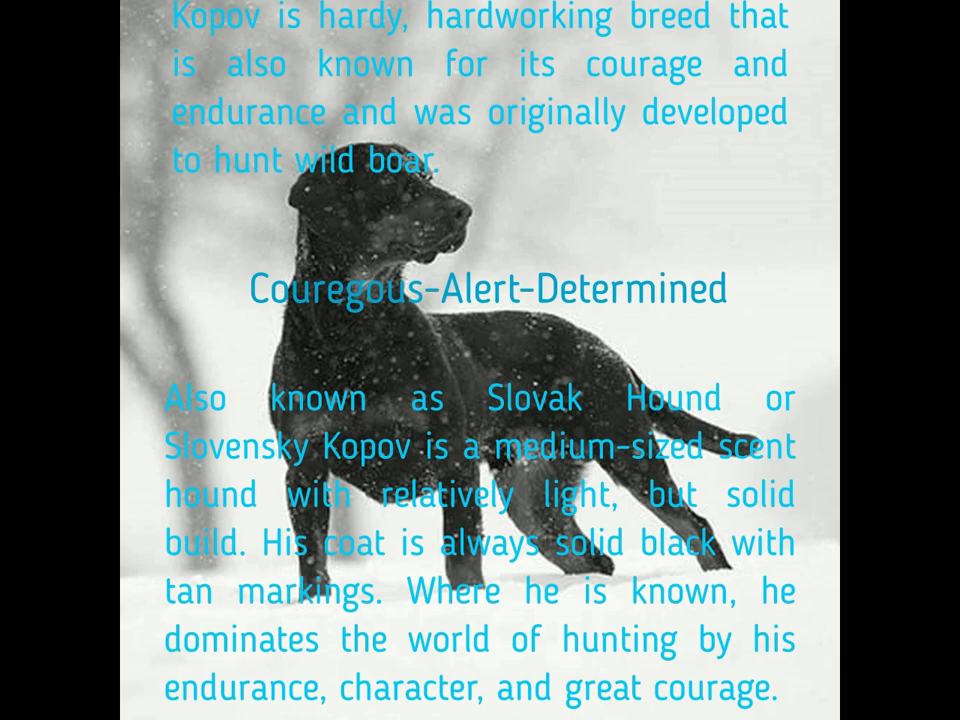 Kopov is hardy, hardworking breed that
is also known for its courage and
endurance and was originally developed
to hunt wild boar.
Couregous-Alert-Determined
Also known as Slovak Hound or
Slovensky Kopov is a medium-sized scent
hound with relatively light, but solid
build. His coat is always solid black with
tan markings. Where he is known, he
dominates the world of hunting by his
endurance, character, and great courage.